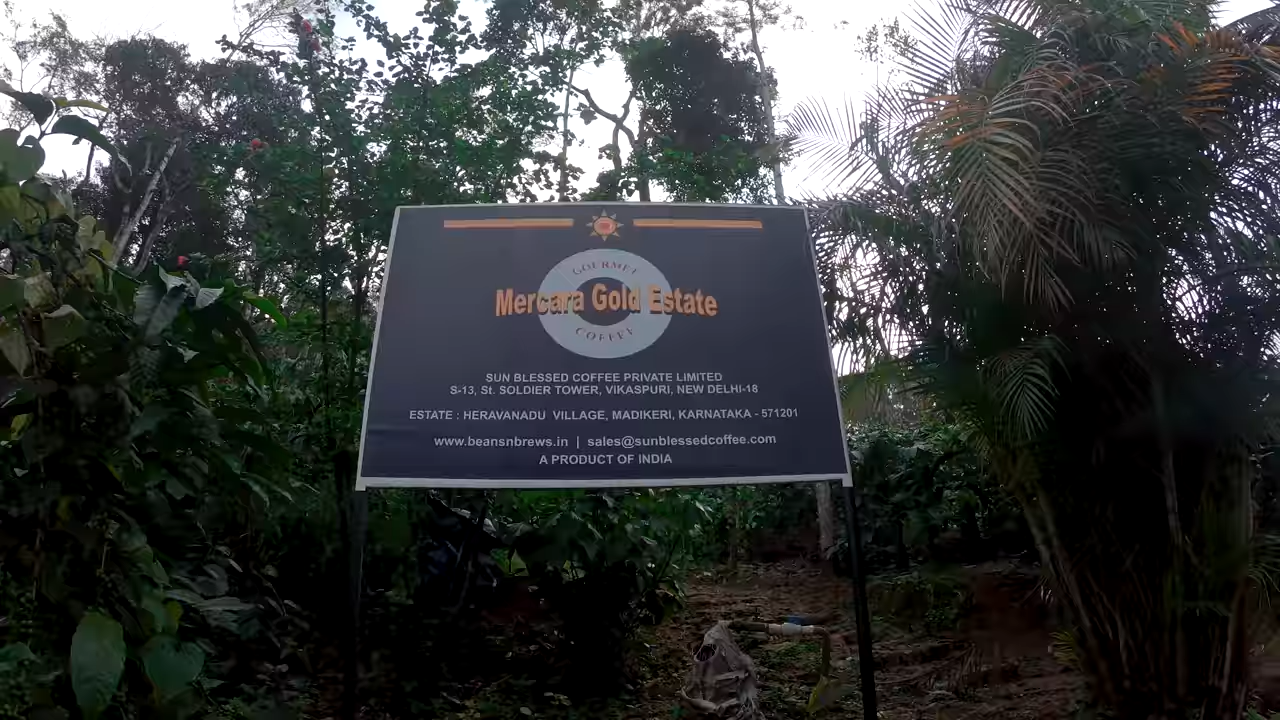 GOURMET
Mercara Gold Estate
COFFEE
SUN BLESSED COFFEE PRIVATE LIMITED
S-13, St. SOLDIER TOWER, VIKASPURI, NEW DELHI-18
ESTATE : HERAVANADU VILLAGE, MADIKERI, KARNATAKA - 571201
www.beansnbrews.in | sales@sunblessedcoffee.com
A PRODUCT OF INDIA